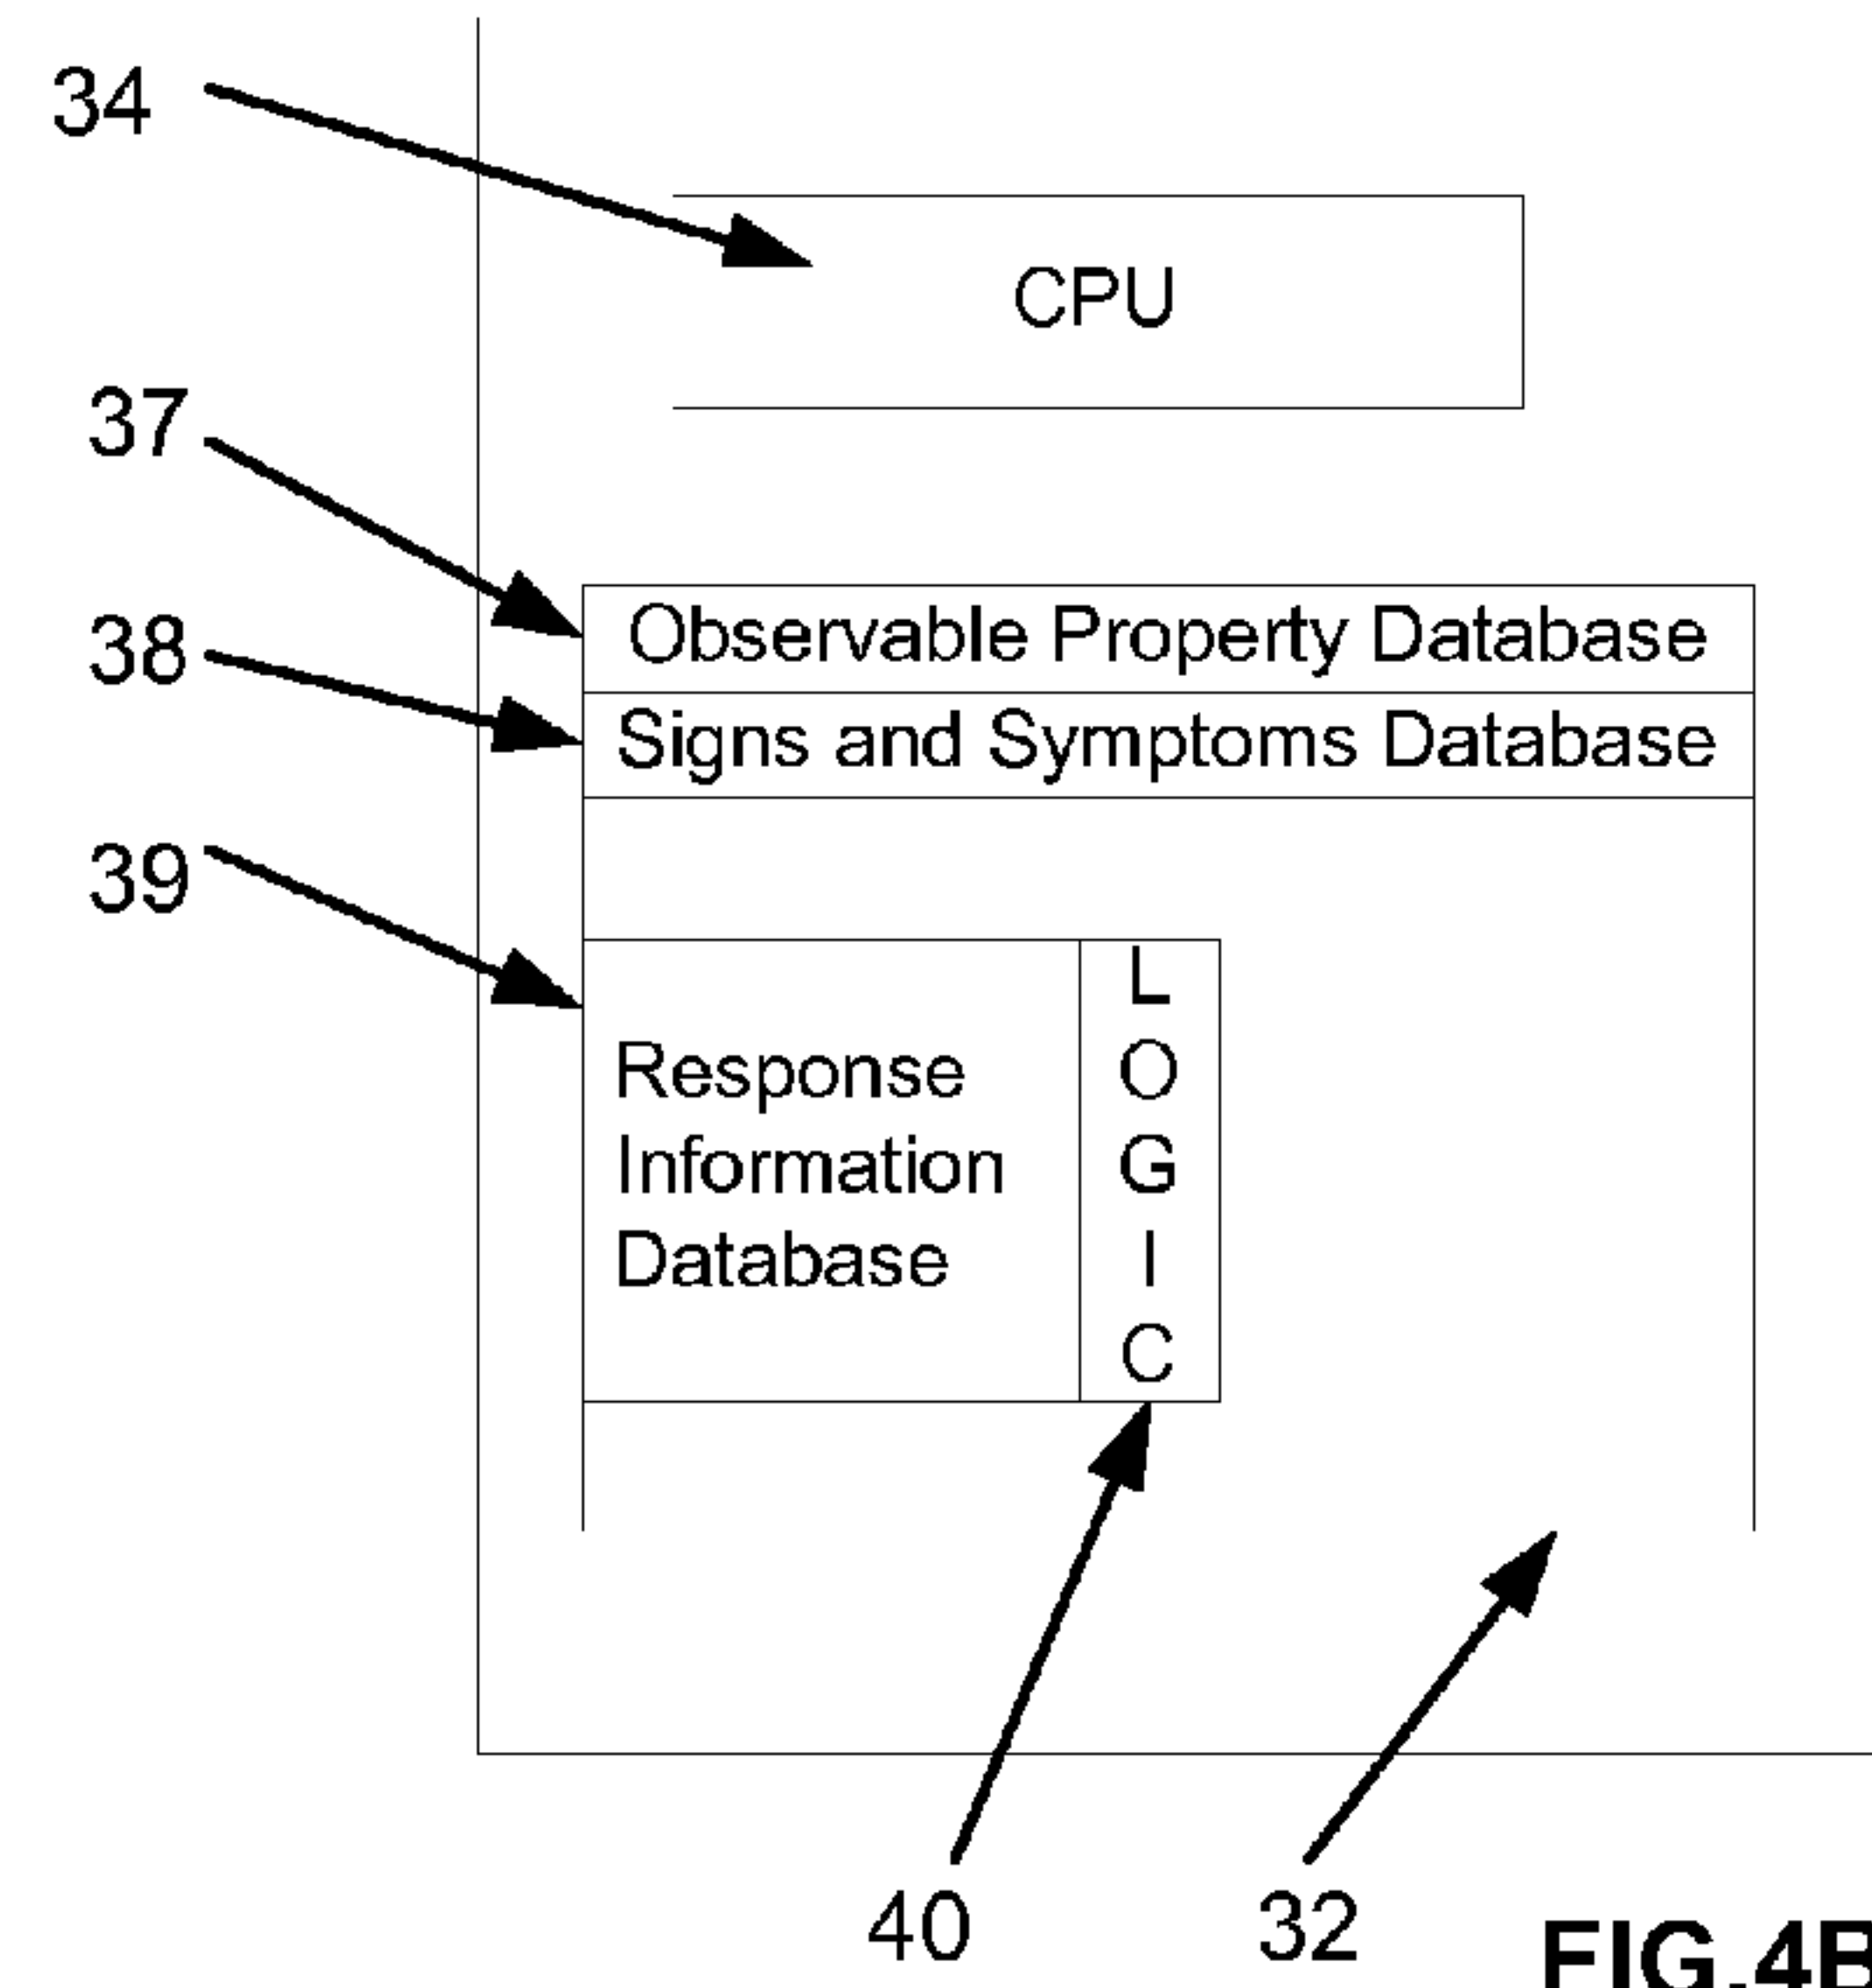 34
CPU
37
Observable Property Database
38
Signs and Symptoms Database
39
Response
Information
Database
L
O
G
I
C
40
32
FIG.4B